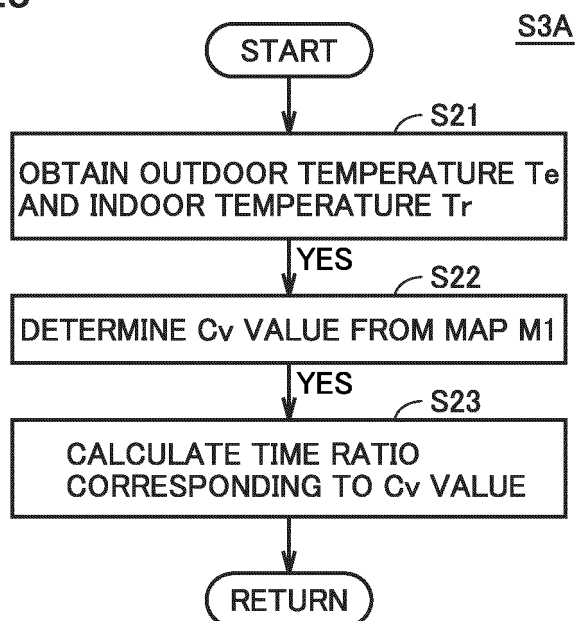 S3A
START
S21
OBTAIN OUTDOOR TEMPERATURE Te
AND INDOOR TEMPERATURE Tr
YES
S22
DETERMINE Cv VALUE FROM MAP M1
YES
S23
CALCULATE TIME RATIO
CORRESPONDING TO Cv VALUE
RETURN